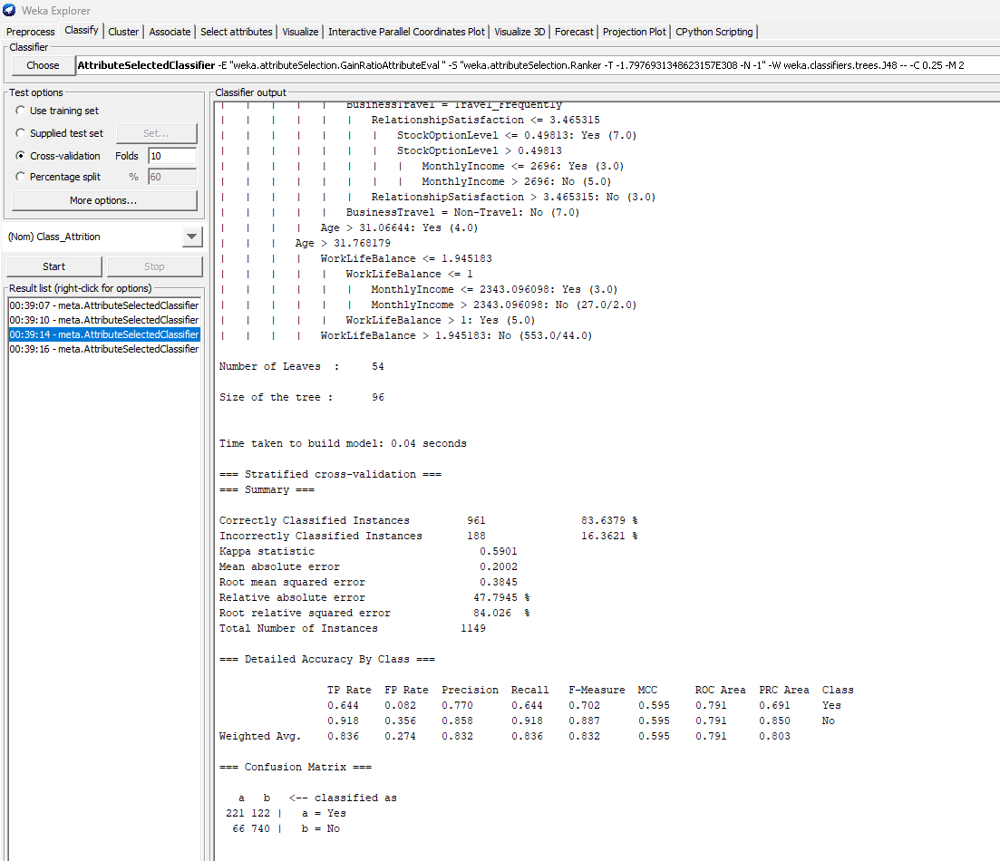 Weka Explorer
Preprocess Classify Cluster Associate Select attributes Visualize Interactive Parallel Coordinates Plot Visualize 3D Forecast Projection Plot CPython Scripting
Classifier
Choose AttributeSelectedClassifier -E "weka.attributeSelection.GainRatioAttributeEval " -S "weka.attributeSelection.Ranker -T -1.7976931348623157E308 -N -1" -W weka.classifiers.trees.J48 -- -C 0.25 -M 2
Test options
Use training set
Supplied test set Set...
Cross-validation Folds 10
Percentage split % 60
More options...
(Nom) Class_Attrition
Start Stop
Result list (right-click for options)
00:39:07 - meta.AttributeSelectedClassifier
00:39:10 - meta.AttributeSelectedClassifier
00:39:14 - meta.AttributeSelectedClassifier
00:39:16 - meta.AttributeSelectedClassifier
Classifier output
| | | | | BusinessTravel = Travel_Frequently
| | | | | | RelationshipSatisfaction <= 3.465315
| | | | | | | StockOptionLevel <= 0.49813: Yes (7.0)
| | | | | | | StockOptionLevel > 0.49813
| | | | | | | | MonthlyIncome <= 2696: Yes (3.0)
| | | | | | | | MonthlyIncome > 2696: No (5.0)
| | | | | | RelationshipSatisfaction > 3.465315: No (3.0)
| | | | | BusinessTravel = Non-Travel: No (7.0)
| | | | Age > 31.06644: Yes (4.0)
| | | Age > 31.768179
| | | | WorkLifeBalance <= 1.945183
| | | | | WorkLifeBalance <= 1
| | | | | | MonthlyIncome <= 2343.096098: Yes (3.0)
| | | | | | MonthlyIncome > 2343.096098: No (27.0/2.0)
| | | | | WorkLifeBalance > 1: Yes (5.0)
| | | | WorkLifeBalance > 1.945183: No (553.0/44.0)
Number of Leaves : 54
Size of the tree : 96
Time taken to build model: 0.04 seconds
=== Stratified cross-validation ===
=== Summary ===
Correctly Classified Instances 961 83.6379 %
Incorrectly Classified Instances 188 16.3621 %
Kappa statistic 0.5901
Mean absolute error 0.2002
Root mean squared error 0.3845
Relative absolute error 47.7945 %
Root relative squared error 84.026 %
Total Number of Instances 1149
=== Detailed Accuracy By Class ===
TP Rate FP Rate Precision Recall F-Measure MCC ROC Area PRC Area Class
0.644 0.082 0.770 0.644 0.702 0.595 0.791 0.691 Yes
0.918 0.356 0.858 0.918 0.887 0.595 0.791 0.850 No
Weighted Avg. 0.836 0.274 0.832 0.836 0.832 0.595 0.791 0.803
=== Confusion Matrix ===
a b <-- classified as
221 122 | a = Yes
66 740 | b = No